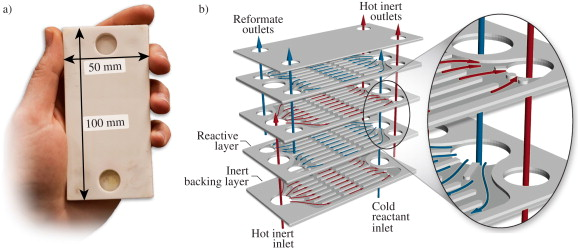 a)
50 mm
100 mm
b)
Reformate
outlets
Hot inert
outlets
Reactive
layer
Inert
backing layer
Hot inert
inlet
Cold
reactant
inlet